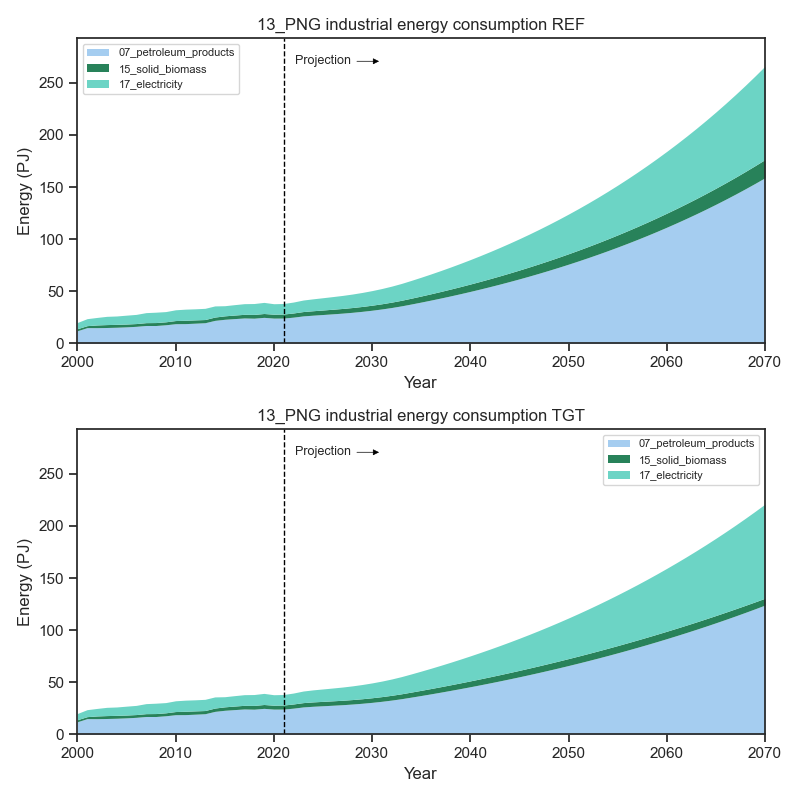 13_PNG industrial energy consumption REF
07_petroleum_products
15_solid_biomass
17_electricity
Projection
Energy (PJ)
250
200
150
100
50
0
2000 2010 2020 2030 2040 2050 2060 2070
Year
13_PNG industrial energy consumption TGT
Projection
07_petroleum_products
15_solid_biomass
17_electricity
Energy (PJ)
250
200
150
100
50
0
2000 2010 2020 2030 2040 2050 2060 2070
Year